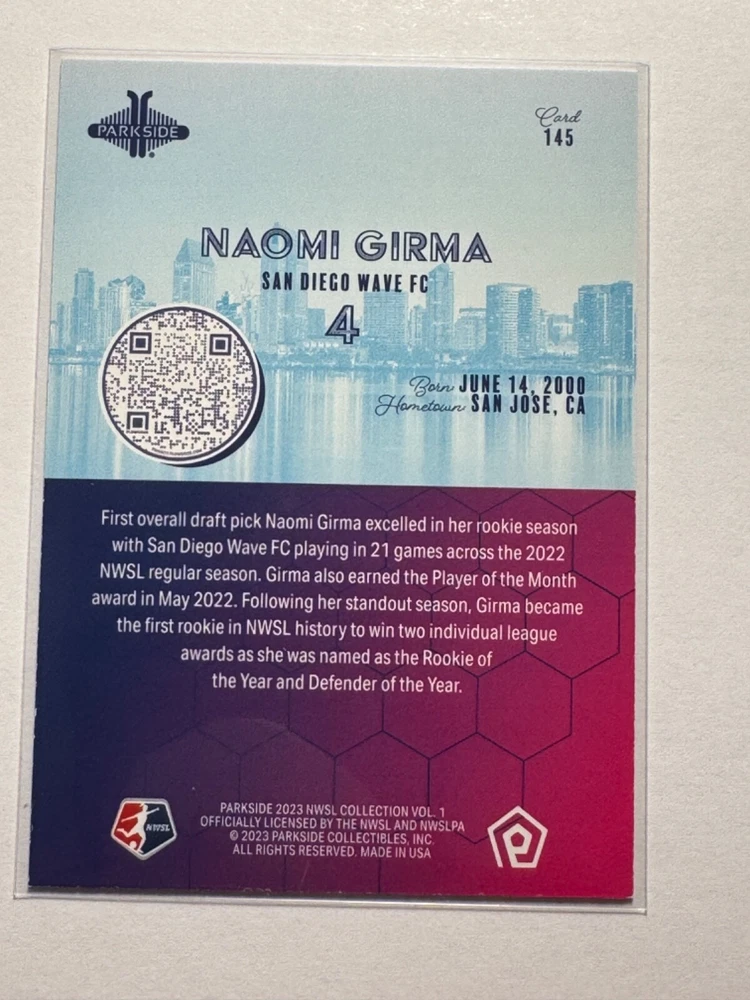 PARKSIDE
Card
145
NAOMI GIRMA
SAN DIEGO WAVE FC
4
Born JUNE 14, 2000
Hometown SAN JOSE, CA
First overall draft pick Naomi Girma excelled in her rookie season
with San Diego Wave FC playing in 21 games across the 2022
NWSL regular season. Girma also earned the Player of the Month
award in May 2022. Following her standout season, Girma became
the first rookie in NWSL history to win two individual league
awards as she was named as the Rookie of
the Year and Defender of the Year.
NWSL
PARKSIDE 2023 NWSL COLLECTION VOL. 1
OFFICIALLY LICENSED BY THE NWSL AND NWSLPA
© 2023 PARKSIDE COLLECTIBLES, INC.
ALL RIGHTS RESERVED. MADE IN USA